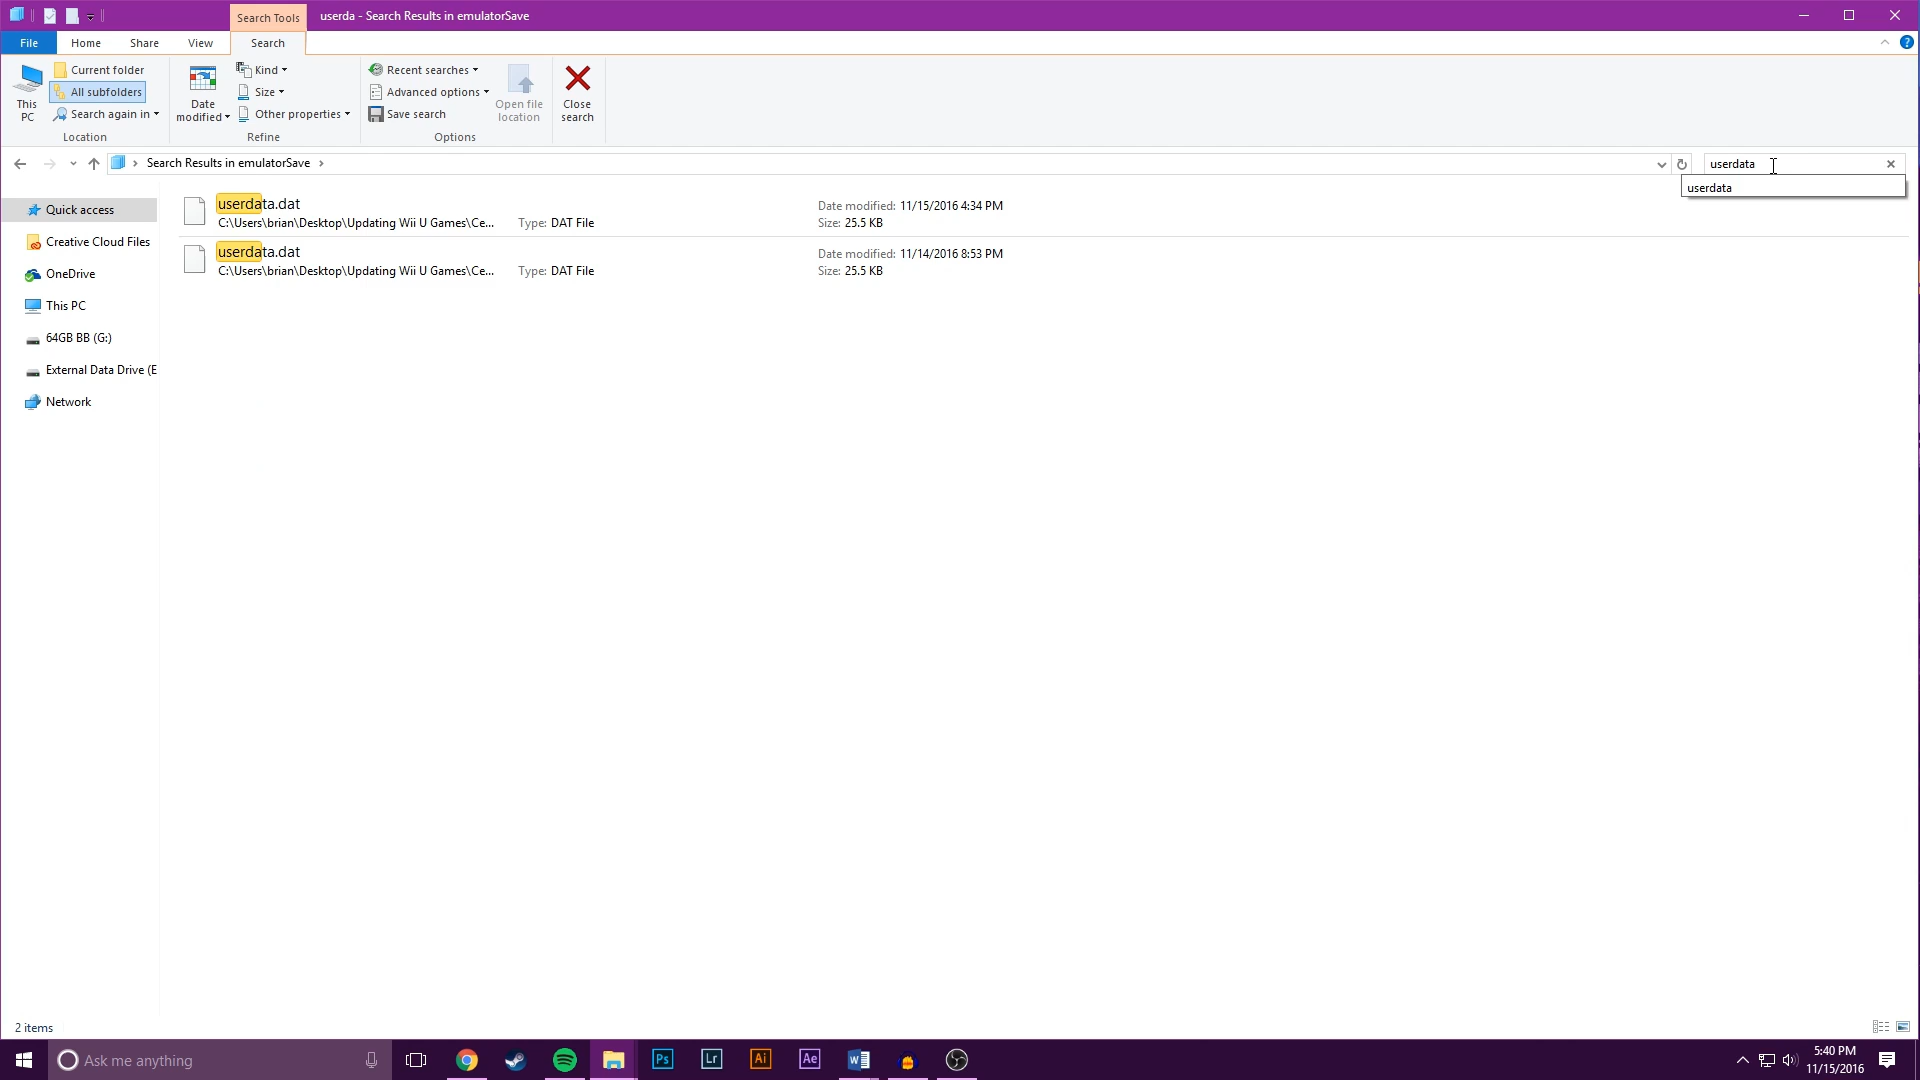 Search Tools
userda - Search Results in emulatorSave
File
Home
Share
View
Search
This PC
Current folder
All subfolders
Search again in
Location
Date modified
Kind
Size
Other properties
Refine
Recent searches
Advanced options
Save search
Options
Open file location
Close search
Search Results in emulatorSave
userdata
userdata
Quick access
Creative Cloud Files
OneDrive
This PC
64GB BB (G:)
External Data Drive (E
Network
userdata.dat
C:\Users\brian\Desktop\Updating Wii U Games\Ce...
Type: DAT File
Date modified: 11/15/2016 4:34 PM
Size: 25.5 KB
userdata.dat
C:\Users\brian\Desktop\Updating Wii U Games\Ce...
Type: DAT File
Date modified: 11/14/2016 8:53 PM
Size: 25.5 KB
2 items
Ask me anything
Ps
Lr
Ai
Ae
5:40 PM
11/15/2016